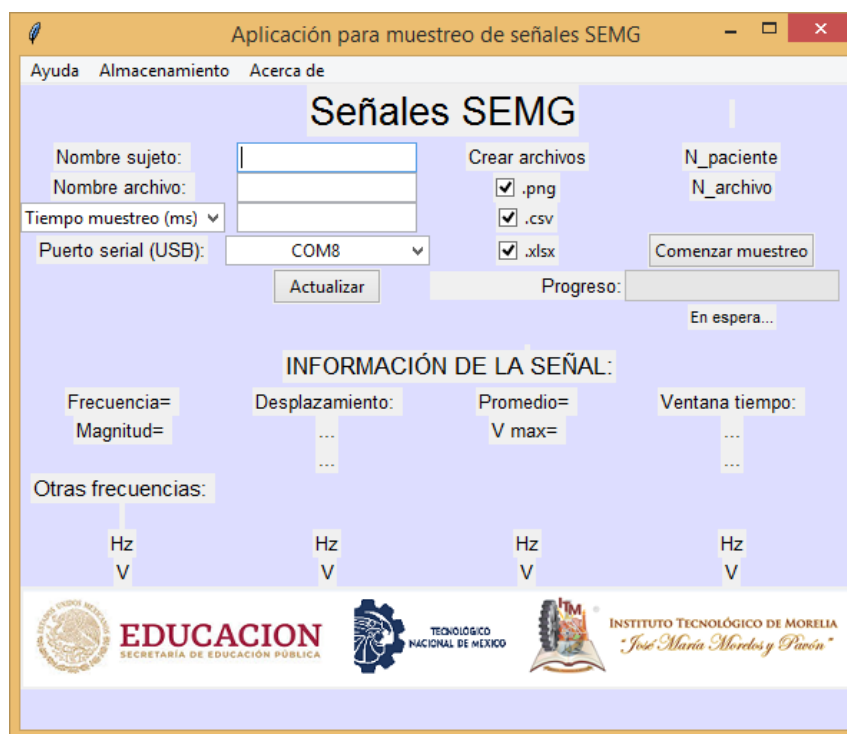 Aplicación para muestreo de señales SEMG
Ayuda Almacenamiento Acerca de
Señales SEMG
Nombre sujeto: Crear archivos N_paciente
Nombre archivo: .png N_archivo
Tiempo muestreo (ms) .csv
Puerto serial (USB): COM8 .xlsx Comenzar muestreo
Actualizar Progreso:
En espera...
INFORMACIÓN DE LA SEÑAL:
Frecuencia= Desplazamiento: Promedio= Ventana tiempo:
Magnitud= ... V max= ...
... ...
Otras frecuencias:
Hz Hz Hz Hz
V V V V
EDUCACION
SECRETARÍA DE EDUCACIÓN PÚBLICA
TECNOLÓGICO
NACIONAL DE MÉXICO
ITM
INSTITUTO TECNOLÓGICO DE MORELIA
"José María Morelos y Pavón"